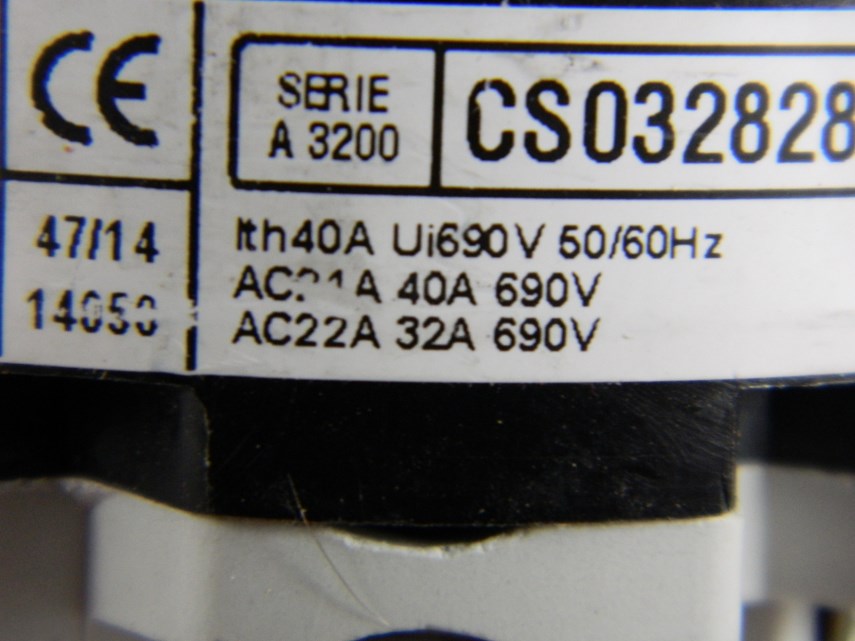 CE
SERIE
A 3200
CS032828
47/14
Ith40A Ui690V 50/60Hz
40A 690V
AC22A 32A 690V